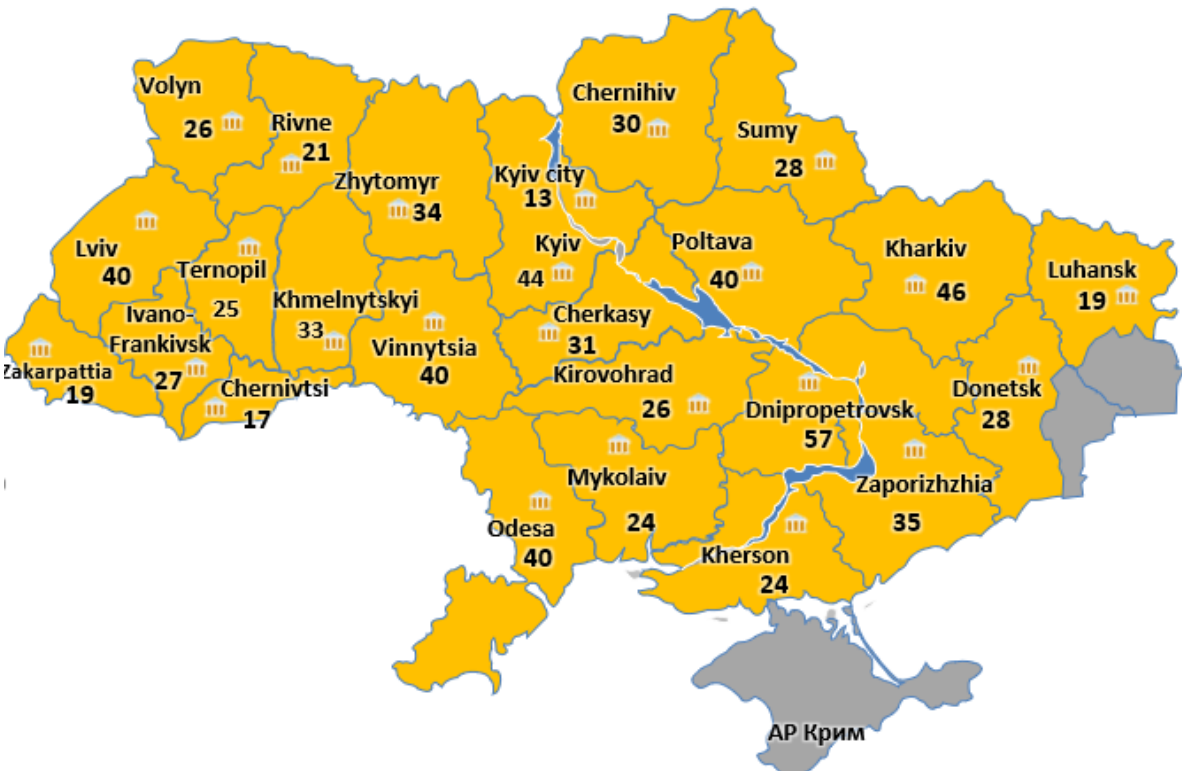 Volyn
26
Rivne
21
Zhytomyr
34
Kyiv city
13
Kyiv
44
Chernihiv
30
Sumy
28
Lviv
40
Ternopil
25
Khmelnytskyi
33
Vinnytsia
40
Cherkasy
31
Poltava
40
Kharkiv
46
Luhansk
19
Zakarpattia
19
Ivano-
Frankivsk
27
Chernivtsi
17
Kirovohrad
26
Dnipropetrovsk
57
Donetsk
28
Odesa
40
Mykolaiv
24
Kherson
24
Zaporizhzhia
35
АР Крим